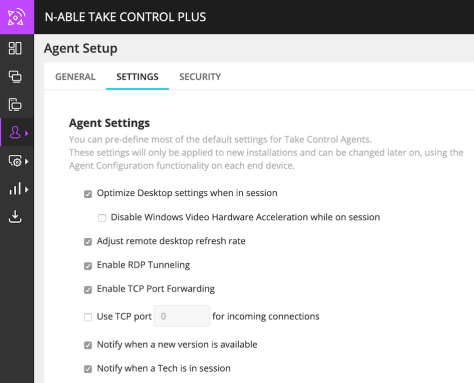 N-ABLE TAKE CONTROL PLUS
Agent Setup
GENERAL SETTINGS SECURITY
Agent Settings
You can pre-define most of the default settings for Take Control Agents.
These settings will only be applied to new installations and can be changed later on, using the
Agent Configuration functionality on each end device.
Optimize Desktop settings when in session
Disable Windows Video Hardware Acceleration while on session
Adjust remote desktop refresh rate
Enable RDP Tunneling
Enable TCP Port Forwarding
Use TCP port 0 for incoming connections
Notify when a new version is available
Notify when a Tech is in session